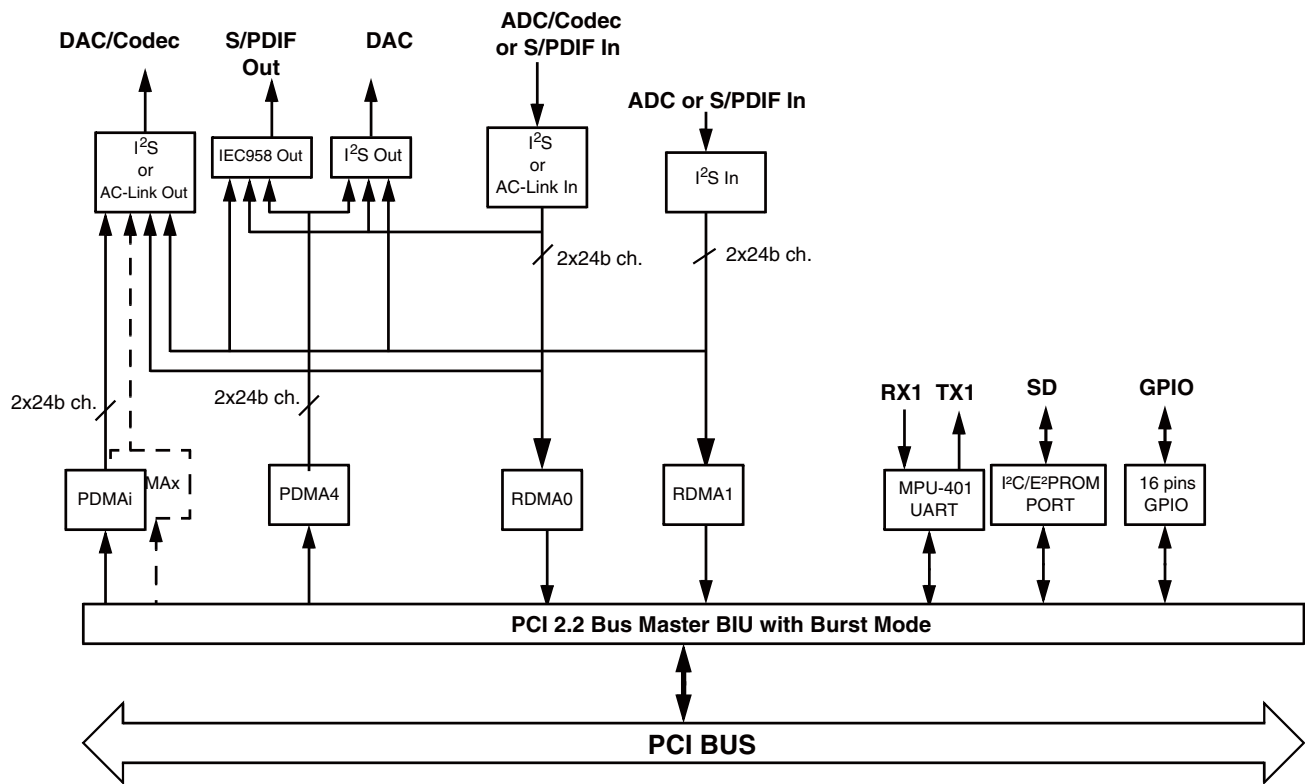 DAC/Codec
S/PDIF
Out
DAC
ADC/Codec
or S/PDIF In
ADC or S/PDIF In
I²S
or
AC-Link Out
IEC958 Out
I²S Out
I²S
or
AC-Link In
I²S In
2x24b ch.
2x24b ch.
2x24b ch.
2x24b ch.
RX1 TX1
SD
GPIO
PDMAi
MAx
PDMA4
RDMA0
RDMA1
MPU-401
UART
I²C/E²PROM
PORT
16 pins
GPIO
PCI 2.2 Bus Master BIU with Burst Mode
PCI BUS